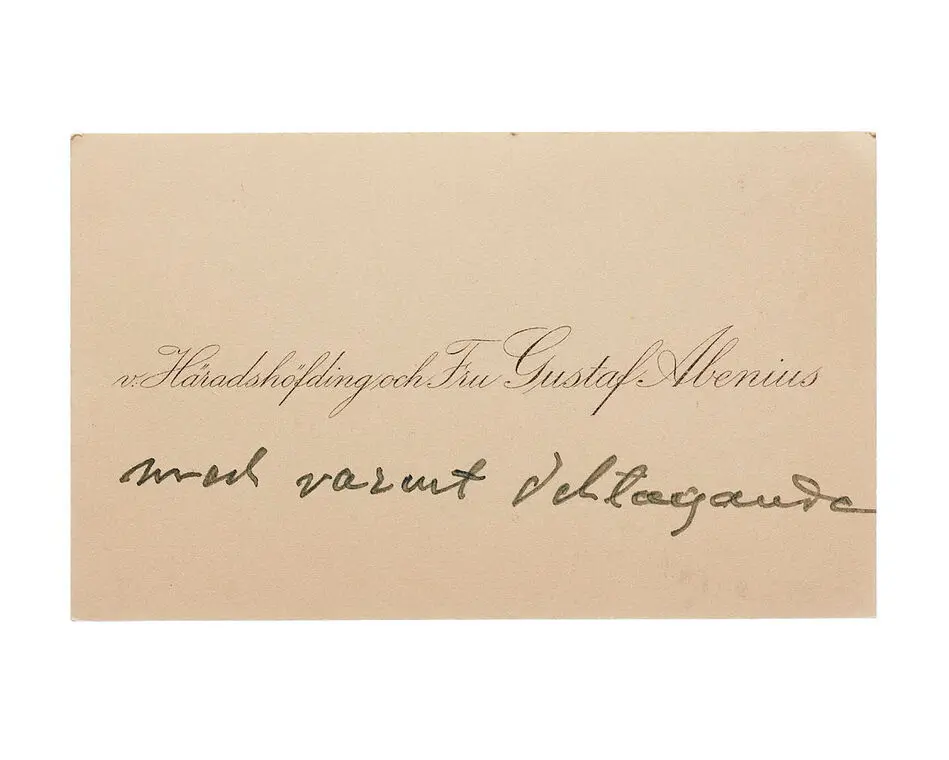 v. Häradshöfding och Fru Gustaf Abenius
med varmt deltagande